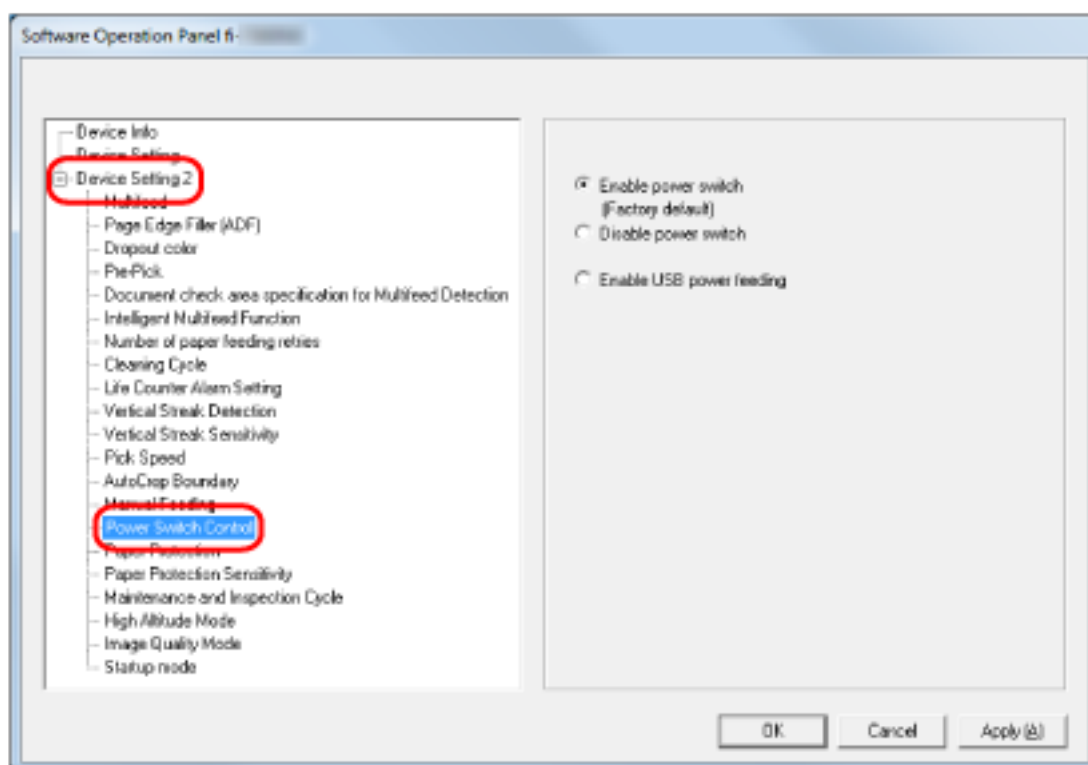 Software Operation Panel fi-
Device Info
Device Setting
Device Setting 2
Multifeed
Page Edge Filler (ADF)
Dropout color
Pre-Pick
Document check area specification for Multifeed Detection
Intelligent Multifeed Function
Number of paper feeding retries
Cleaning Cycle
Life Counter Alarm Setting
Vertical Streak Detection
Vertical Streak Sensitivity
Pick Speed
AutoCrop Boundary
Manual Feeding
Power Switch Control
Paper Protection
Paper Protection Sensitivity
Maintenance and Inspection Cycle
High Altitude Mode
Image Quality Mode
Startup mode
Enable power switch
(Factory default)
Disable power switch
Enable USB power feeding
OK
Cancel
Apply (A)